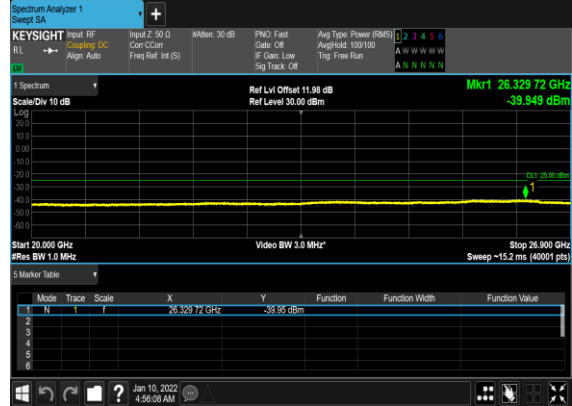 Spectrum Analyzer 1
Swept SA
+
KEYSIGHT Input: RF Input Z: 50 Ω #Atten: 30 dB PNO: Fast Avg Type: Power (RMS) 1 2 3 4 5 6
RL Coupling: DC Corr CCorr Gate: Off Avg|Hold: 100/100 A W W W W W
Align: Auto Freq Ref: Int (S) IF Gain: Low Trig: Free Run
Sig Track: Off A N N N N N
1 Spectrum Ref Lvl Offset 11.98 dB Mkr1 26.329 72 GHz
Scale/Div 10 dB Ref Level 30.00 dBm -39.949 dBm
Log
20.0
10.0
0.00
-10.0
-20.0
DL1 -25.00 dBm
-30.0
1
-40.0
-50.0
-60.0
Start 20.000 GHz Video BW 3.0 MHz* Stop 26.900 GHz
#Res BW 1.0 MHz Sweep ~15.2 ms (40001 pts)
5 Marker Table
Mode Trace Scale X Y Function Function Width Function Value
1 N 1 f 26.329 72 GHz -39.95 dBm
2
3
4
5
6
? Jan 10, 2022
4:56:08 AM